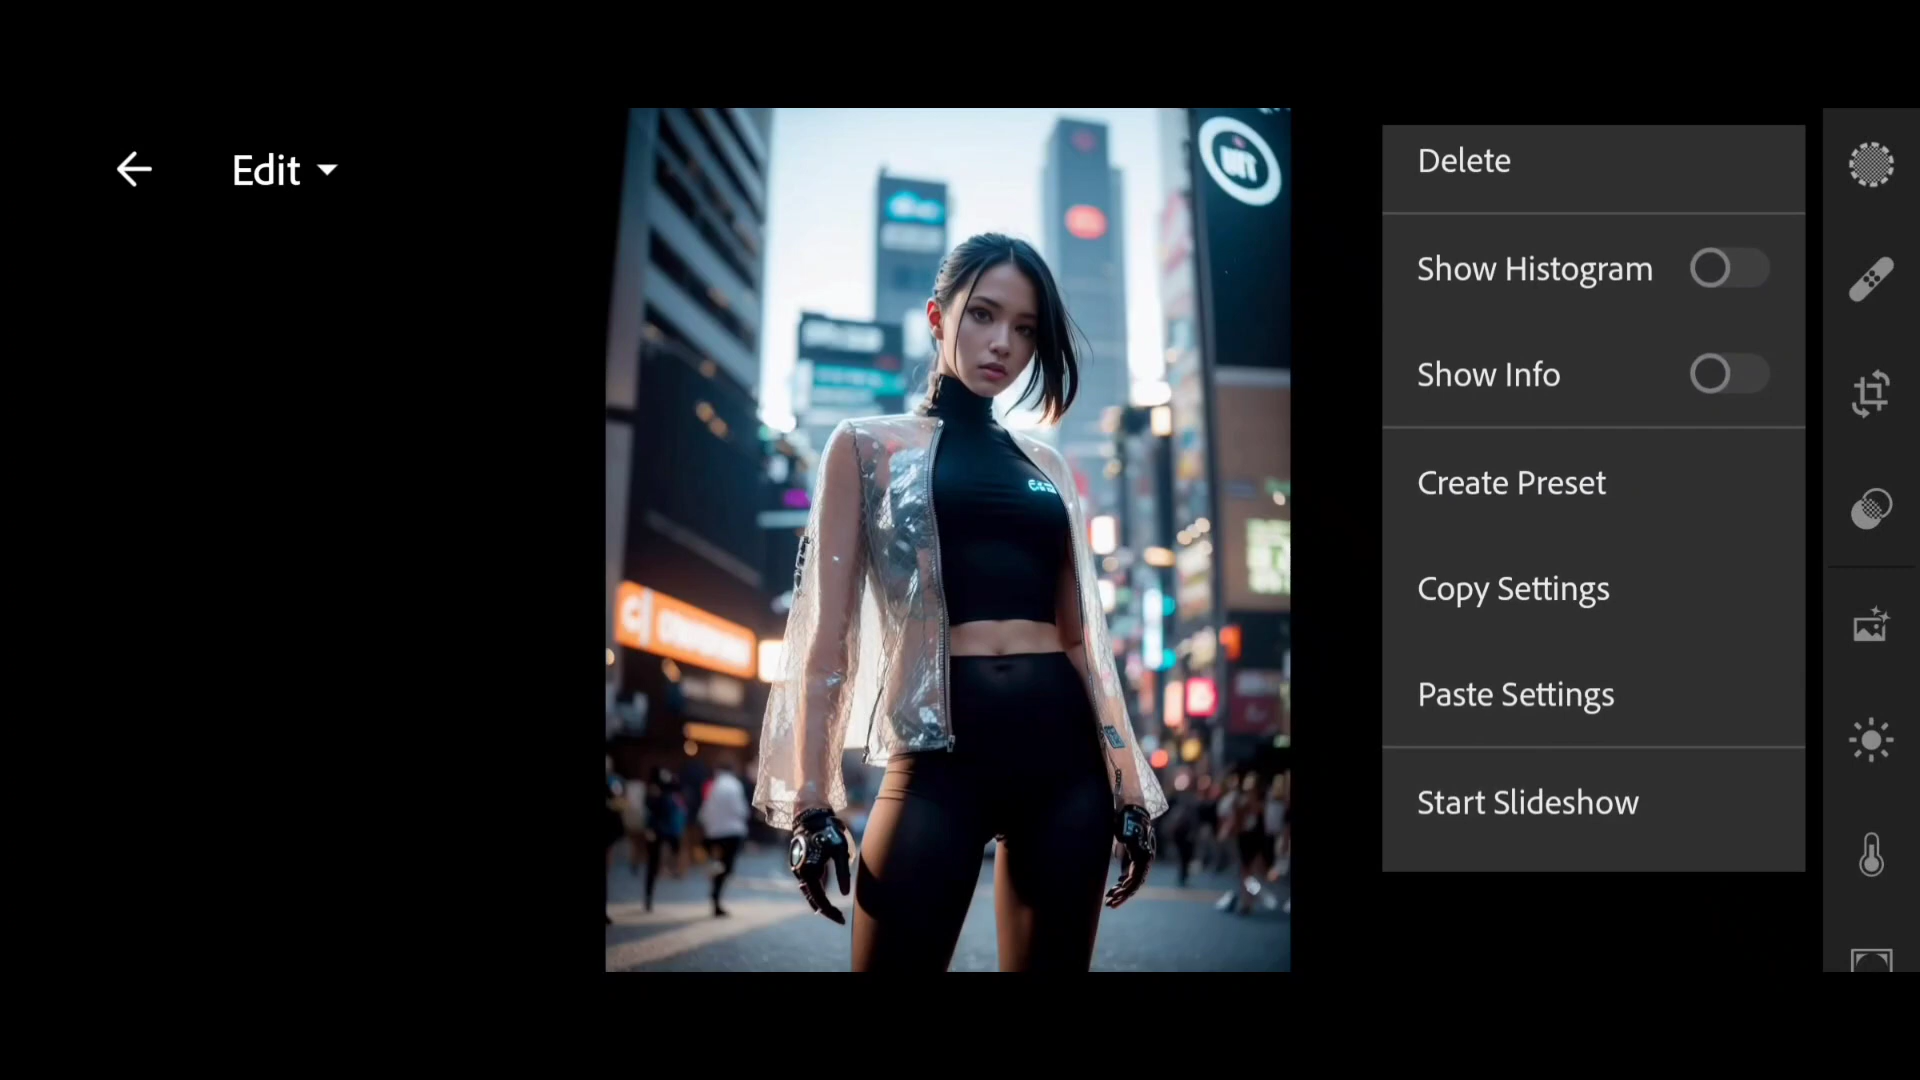 Edit
Delete
Show Histogram
Show Info
Create Preset
Copy Settings
Paste Settings
Start Slideshow